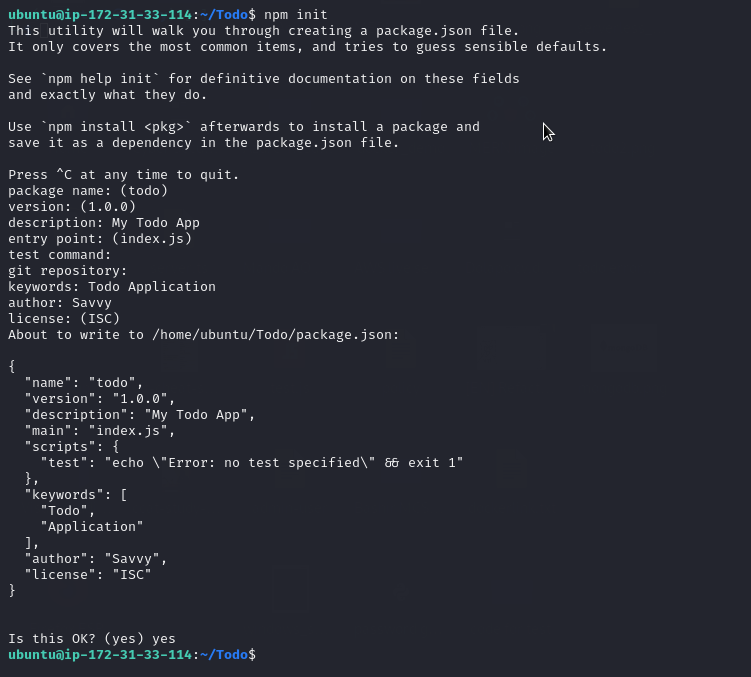 ubuntu@ip-172-31-33-114:~/Todo$ npm init
This utility will walk you through creating a package.json file.
It only covers the most common items, and tries to guess sensible defaults.
See `npm help init` for definitive documentation on these fields
and exactly what they do.
Use `npm install <pkg>` afterwards to install a package and
save it as a dependency in the package.json file.
Press ^C at any time to quit.
package name: (todo)
version: (1.0.0)
description: My Todo App
entry point: (index.js)
test command:
git repository:
keywords: Todo Application
author: Savvy
license: (ISC)
About to write to /home/ubuntu/Todo/package.json:
{
  "name": "todo",
  "version": "1.0.0",
  "description": "My Todo App",
  "main": "index.js",
  "scripts": {
    "test": "echo \"Error: no test specified\" && exit 1"
  },
  "keywords": [
    "Todo",
    "Application"
  ],
  "author": "Savvy",
  "license": "ISC"
}
Is this OK? (yes) yes
ubuntu@ip-172-31-33-114:~/Todo$